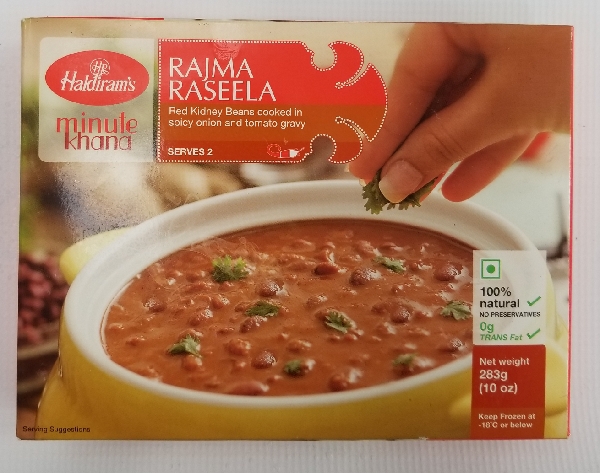 HR
Haldiram's
minute
khana
RAJMA
RASEELA
Red Kidney Beans cooked in
spicy onion and tomato gravy
SERVES 2
100%
natural
NO PRESERVATIVES
0g
TRANS Fat
Net weight
283g
(10 oz)
Keep Frozen at
-18°C or below
Serving Suggestions